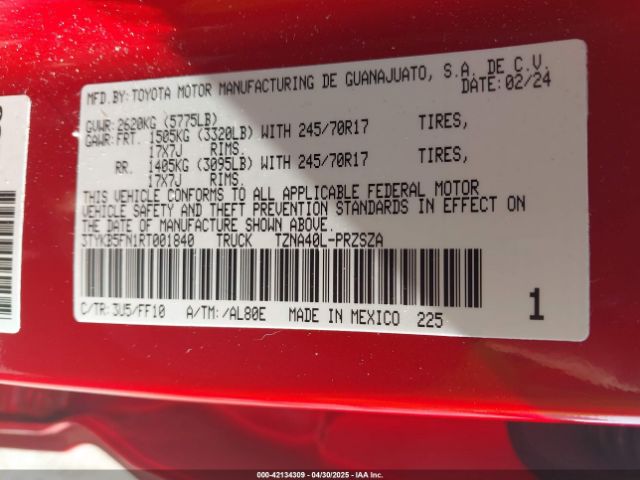 MFD.BY:TOYOTA MOTOR MANUFACTURING DE GUANAJUATO, S.A. DE C.V.
DATE:02/24
GVWR:2620KG (5775LB)
GAWR:FRT. 1505KG (3320LB) WITH 245/70R17 TIRES,
17X7J RIMS.
RR. 1405KG (3095LB) WITH 245/70R17 TIRES,
17X7J RIMS.
THIS VEHICLE CONFORMS TO ALL APPLICABLE FEDERAL MOTOR
VEHICLE SAFETY AND THEFT PREVENTION STANDARDS IN EFFECT
ON THE DATE OF MANUFACTURE SHOWN ABOVE.
3TYKB5FN1RT001840 TRUCK TZNA40L-PRZSZA
C/TR:3U5/FF10 A/TM:/AL80E MADE IN MEXICO 225 1
000-42134309 - 04/30/2025 - IAA Inc.